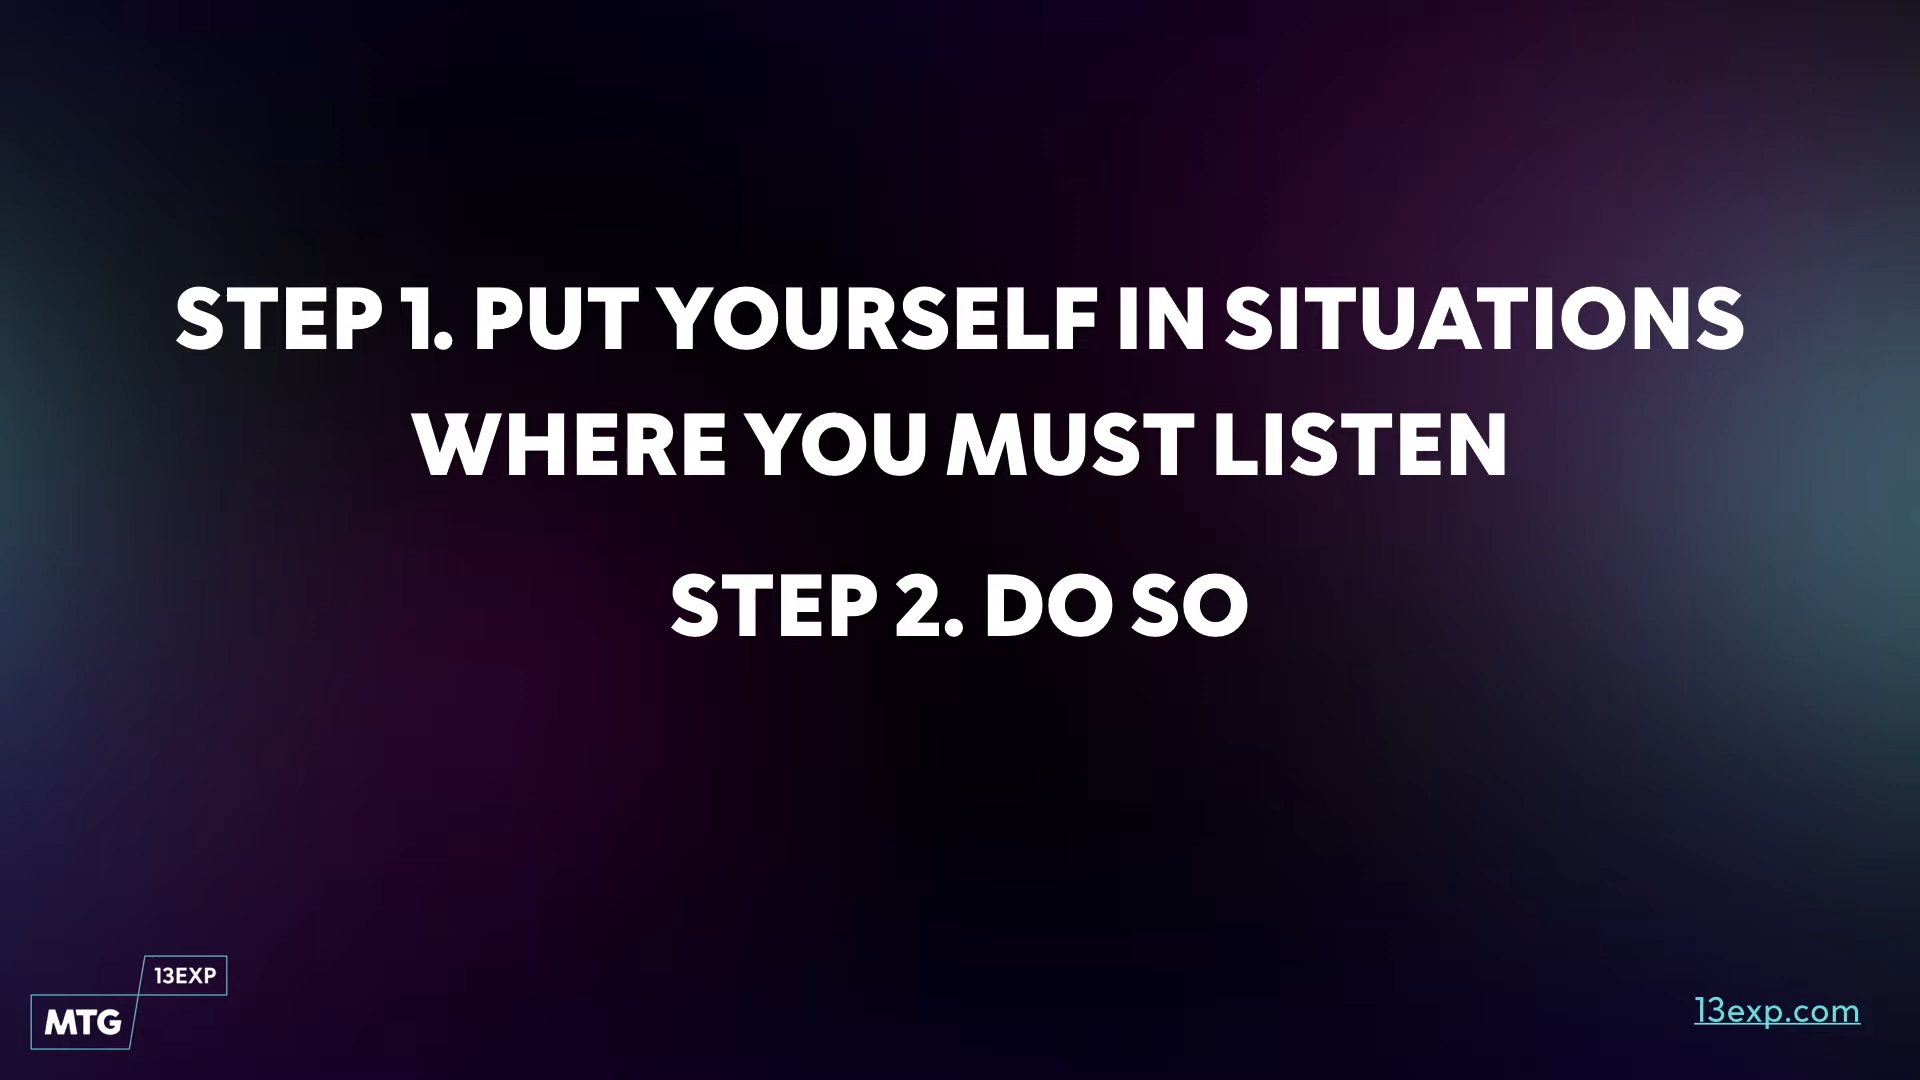 STEP 1. PUT YOURSELF IN SITUATIONS
WHERE YOU MUST LISTEN
STEP 2. DO SO
13EXP
MTG
13exp.com